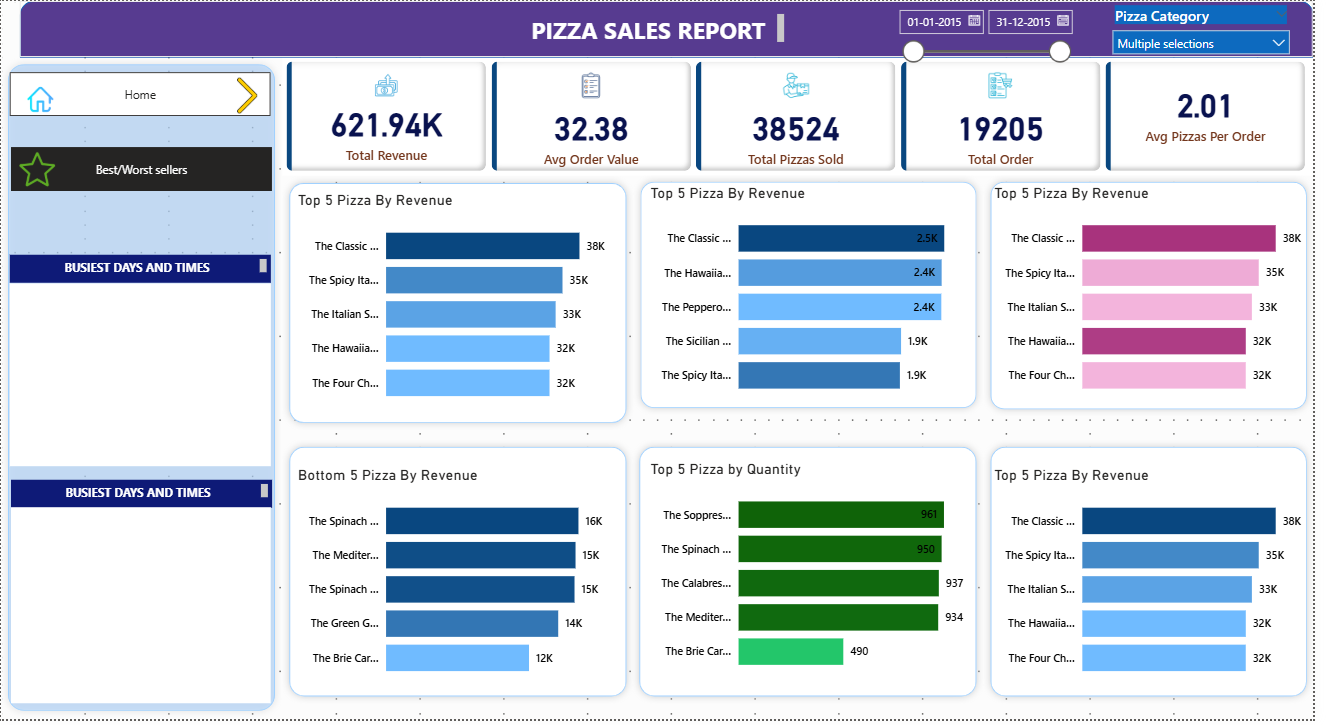 PIZZA SALES REPORT
01-01-2015
31-12-2015
Pizza Category
Multiple selections
Home
Best/Worst sellers
BUSIEST DAYS AND TIMES
BUSIEST DAYS AND TIMES
621.94K
Total Revenue
32.38
Avg Order Value
38524
Total Pizzas Sold
19205
Total Order
2.01
Avg Pizzas Per Order
Top 5 Pizza By Revenue
The Classic ... 38K
The Spicy Ita... 35K
The Italian S... 33K
The Hawaiia... 32K
The Four Ch... 32K
Top 5 Pizza By Revenue
The Classic ... 2.5K
The Hawaiia... 2.4K
The Peppero... 2.4K
The Sicilian ... 1.9K
The Spicy Ita... 1.9K
Top 5 Pizza By Revenue
The Classic ... 38K
The Spicy Ita... 35K
The Italian S... 33K
The Hawaiia... 32K
The Four Ch... 32K
Bottom 5 Pizza By Revenue
The Spinach ... 16K
The Mediter... 15K
The Spinach ... 15K
The Green G... 14K
The Brie Car... 12K
Top 5 Pizza by Quantity
The Soppres... 961
The Spinach ... 950
The Calabres... 937
The Mediter... 934
The Brie Car... 490
Top 5 Pizza By Revenue
The Classic ... 38K
The Spicy Ita... 35K
The Italian S... 33K
The Hawaiia... 32K
The Four Ch... 32K